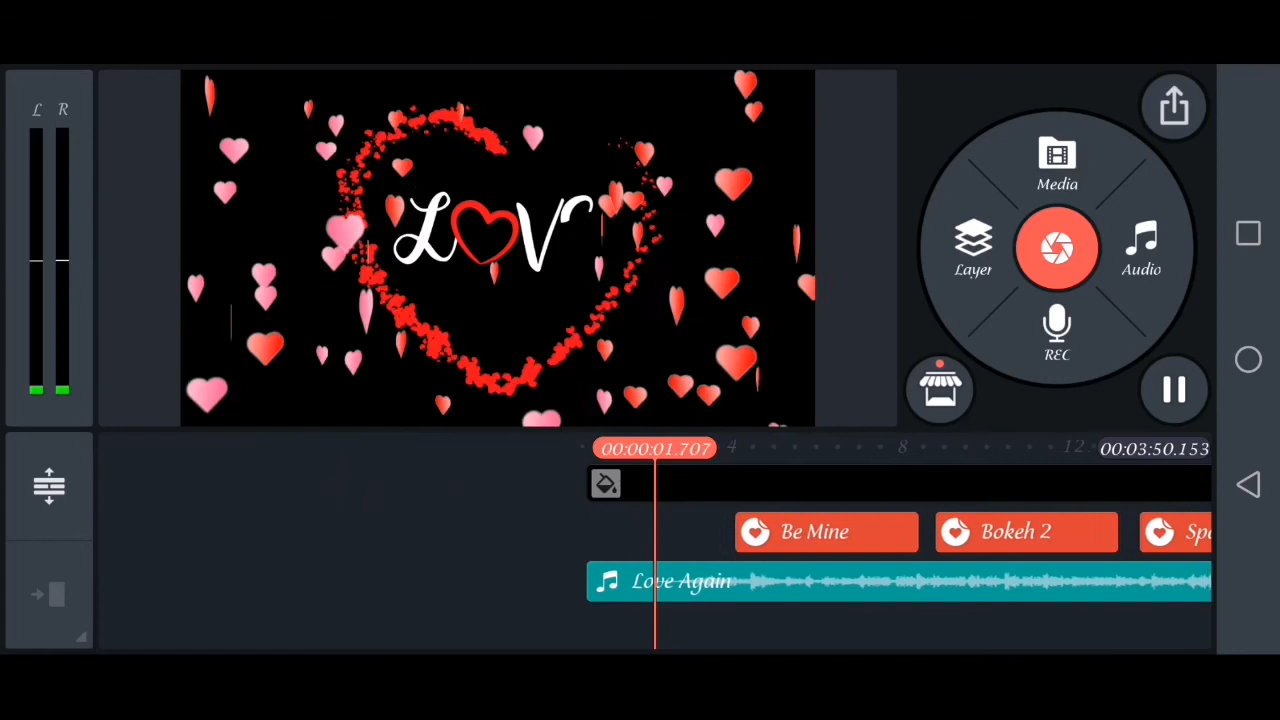 L R
LOV
Media
Layer
Audio
REC
00:00:01.707 4 8 12 00:03:50.153
Be Mine Bokeh 2
Love Again